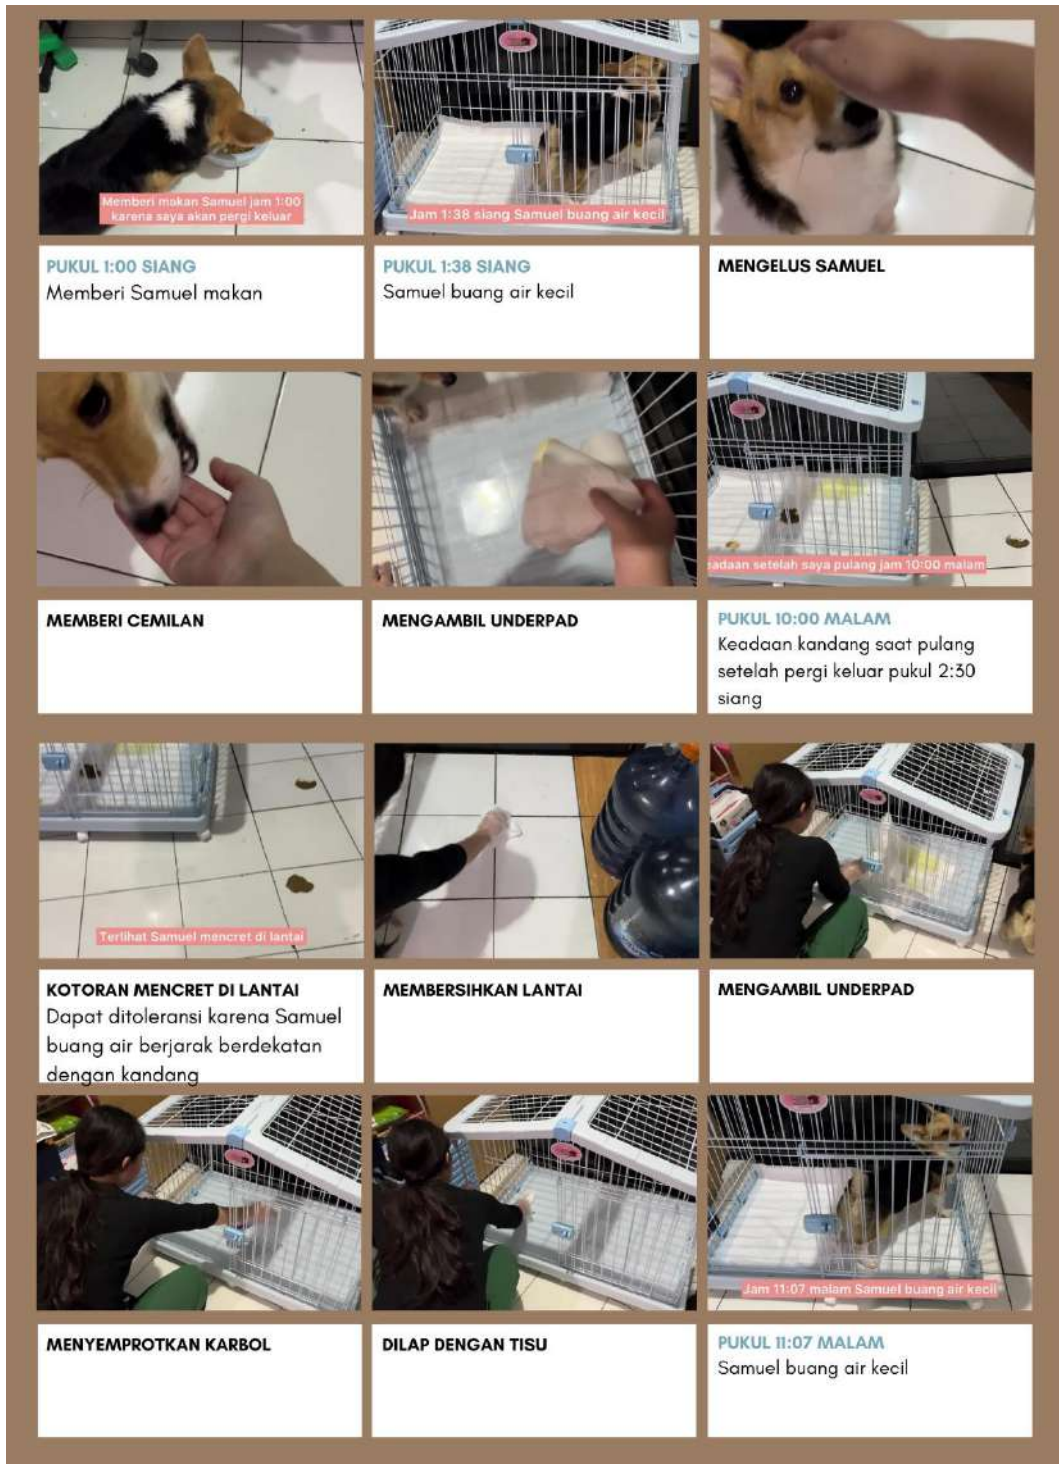 Memberi makan Samuel jam 1:00
karena saya akan pergi keluar
Jam 1:38 siang Samuel buang air kecil
PUKUL 1:00 SIANG
Memberi Samuel makan
PUKUL 1:38 SIANG
Samuel buang air kecil
MENGELUS SAMUEL
eadaan setelah saya pulang jam 10:00 malam
MEMBERI CEMILAN
MENGAMBIL UNDERPAD
PUKUL 10:00 MALAM
Keadaan kandang saat pulang
setelah pergi keluar pukul 2:30
siang
Terlihat Samuel mencret di lantai
KOTORAN MENCRET DI LANTAI
Dapat ditoleransi karena Samuel
buang air berjarak berdekatan
dengan kandang
MEMBERSIHKAN LANTAI
MENGAMBIL UNDERPAD
Jam 11:07 malam Samuel buang air kecil
MENYEMPROTKAN KARBOL
DILAP DENGAN TISU
PUKUL 11:07 MALAM
Samuel buang air kecil